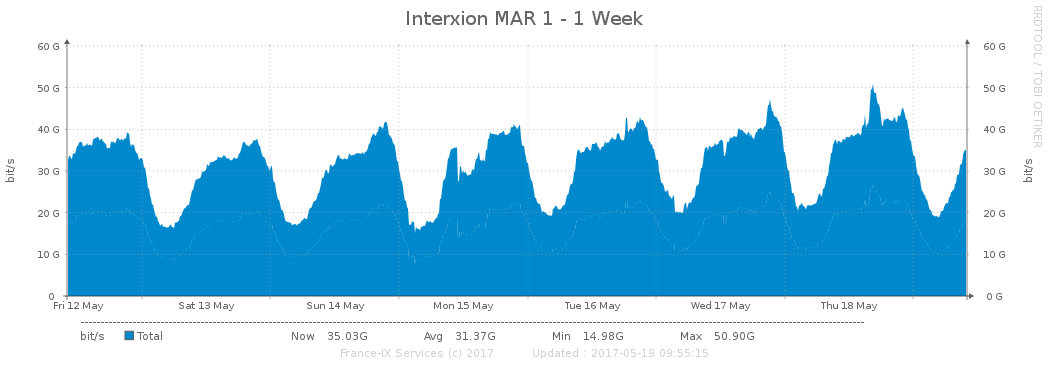 Interxion MAR 1 - 1 Week
RRDTOOL / TOBI OETIKER
bit/s
bit/s
60 G 60 G
50 G 50 G
40 G 40 G
30 G 30 G
20 G 20 G
10 G 10 G
0 0 G
Fri 12 May Sat 13 May Sun 14 May Mon 15 May Tue 16 May Wed 17 May Thu 18 May
bit/s Total Now 35.03G Avg 31.37G Min 14.98G Max 50.90G
France-IX Services (c) 2017 Updated : 2017-05-19 09:55:15